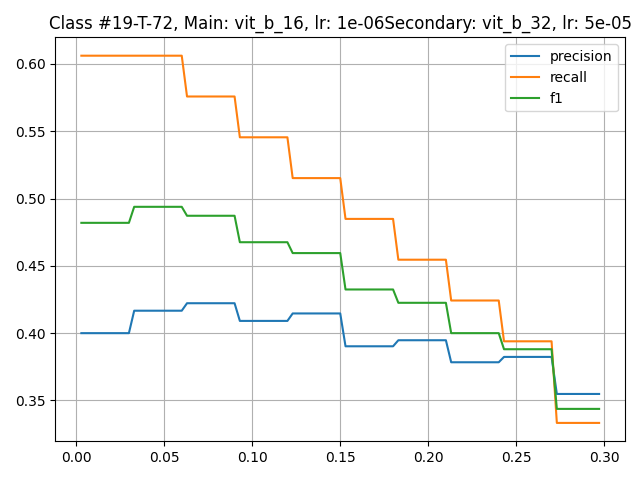 Class #19-T-72, Main: vit_b_16, lr: 1e-06Secondary: vit_b_32, lr: 5e-05
precision
recall
f1
0.60
0.55
0.50
0.45
0.40
0.35
0.00 0.05 0.10 0.15 0.20 0.25 0.30